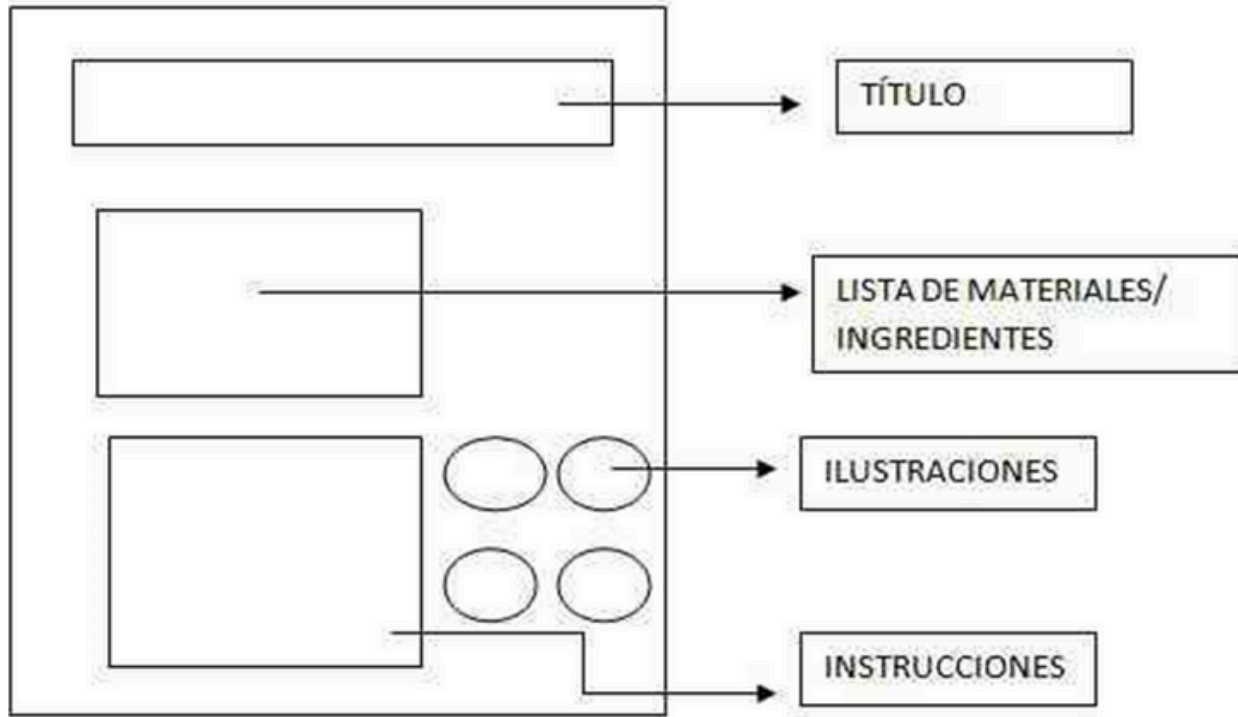 TÍTULO
LISTA DE MATERIALES/
INGREDIENTES
ILUSTRACIONES
INSTRUCCIONES